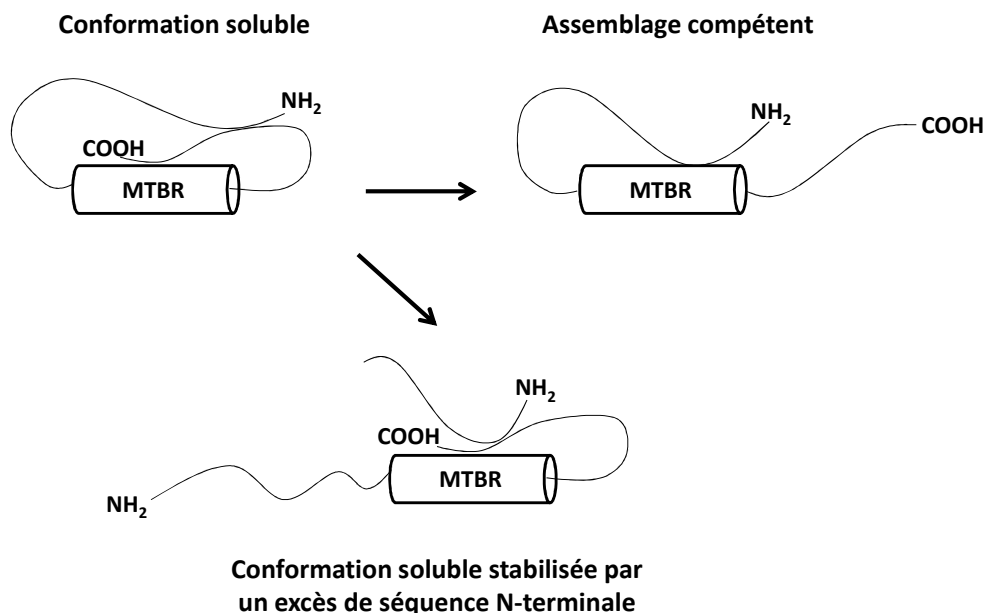 Conformation soluble
Assemblage compétent
NH₂
COOH
MTBR
NH₂
COOH
MTBR
NH₂
COOH
MTBR
NH₂
Conformation soluble stabilisée par
un excès de séquence N-terminale